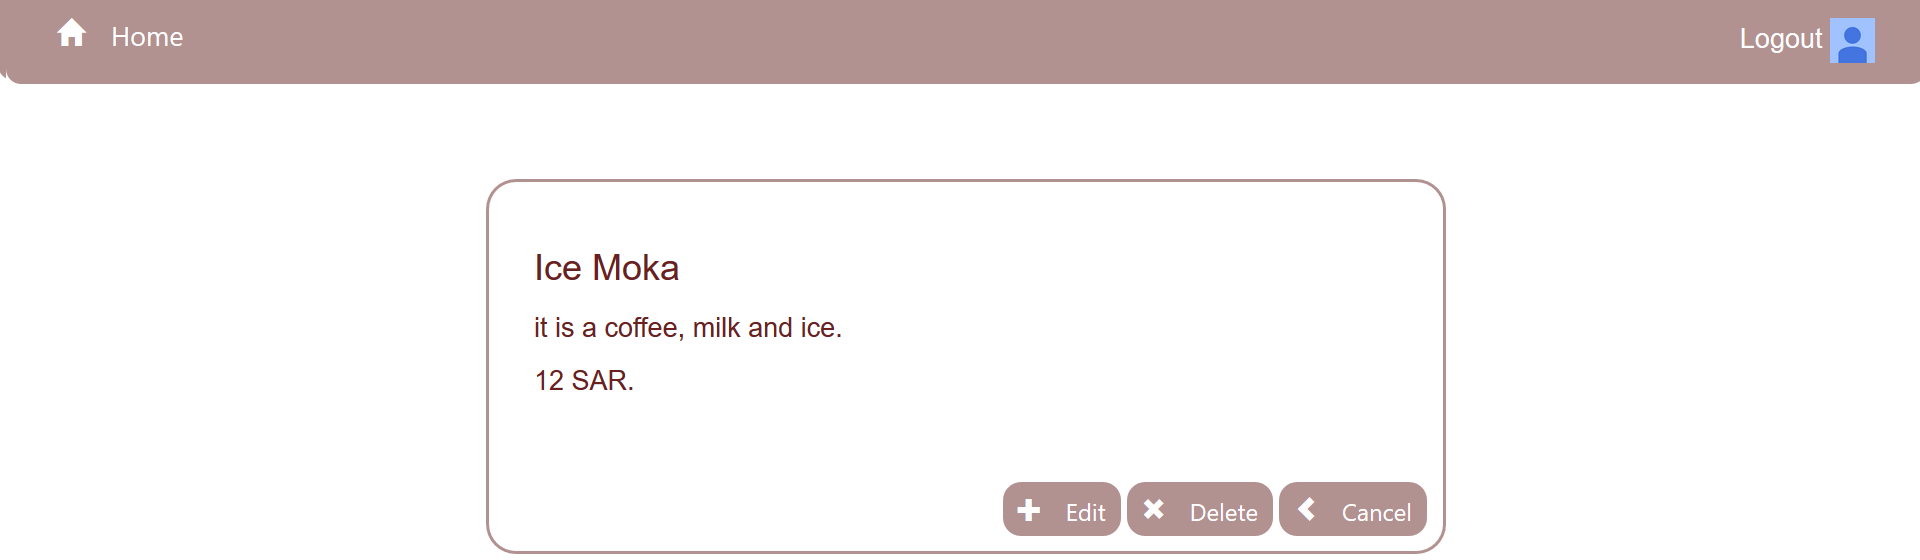 Home
Logout
Ice Moka
it is a coffee, milk and ice.
12 SAR.
Edit
Delete
Cancel